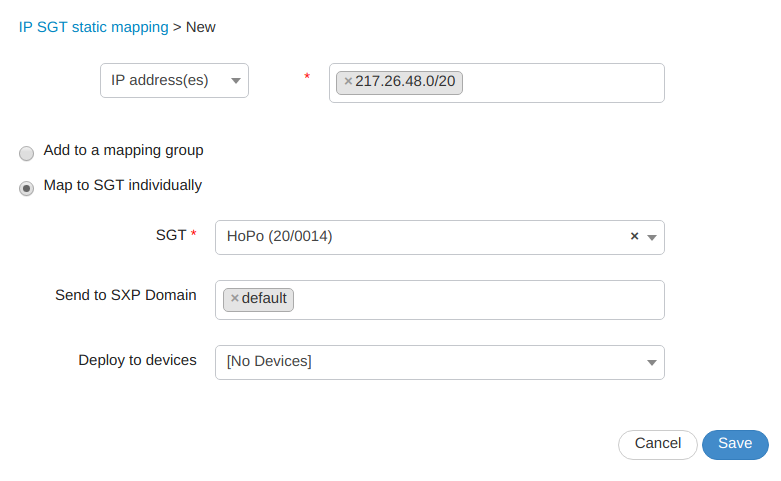 IP SGT static mapping > New
IP address(es) * ×217.26.48.0/20
Add to a mapping group
Map to SGT individually
SGT * HoPo (20/0014) ×
Send to SXP Domain ×default
Deploy to devices [No Devices]
Cancel Save